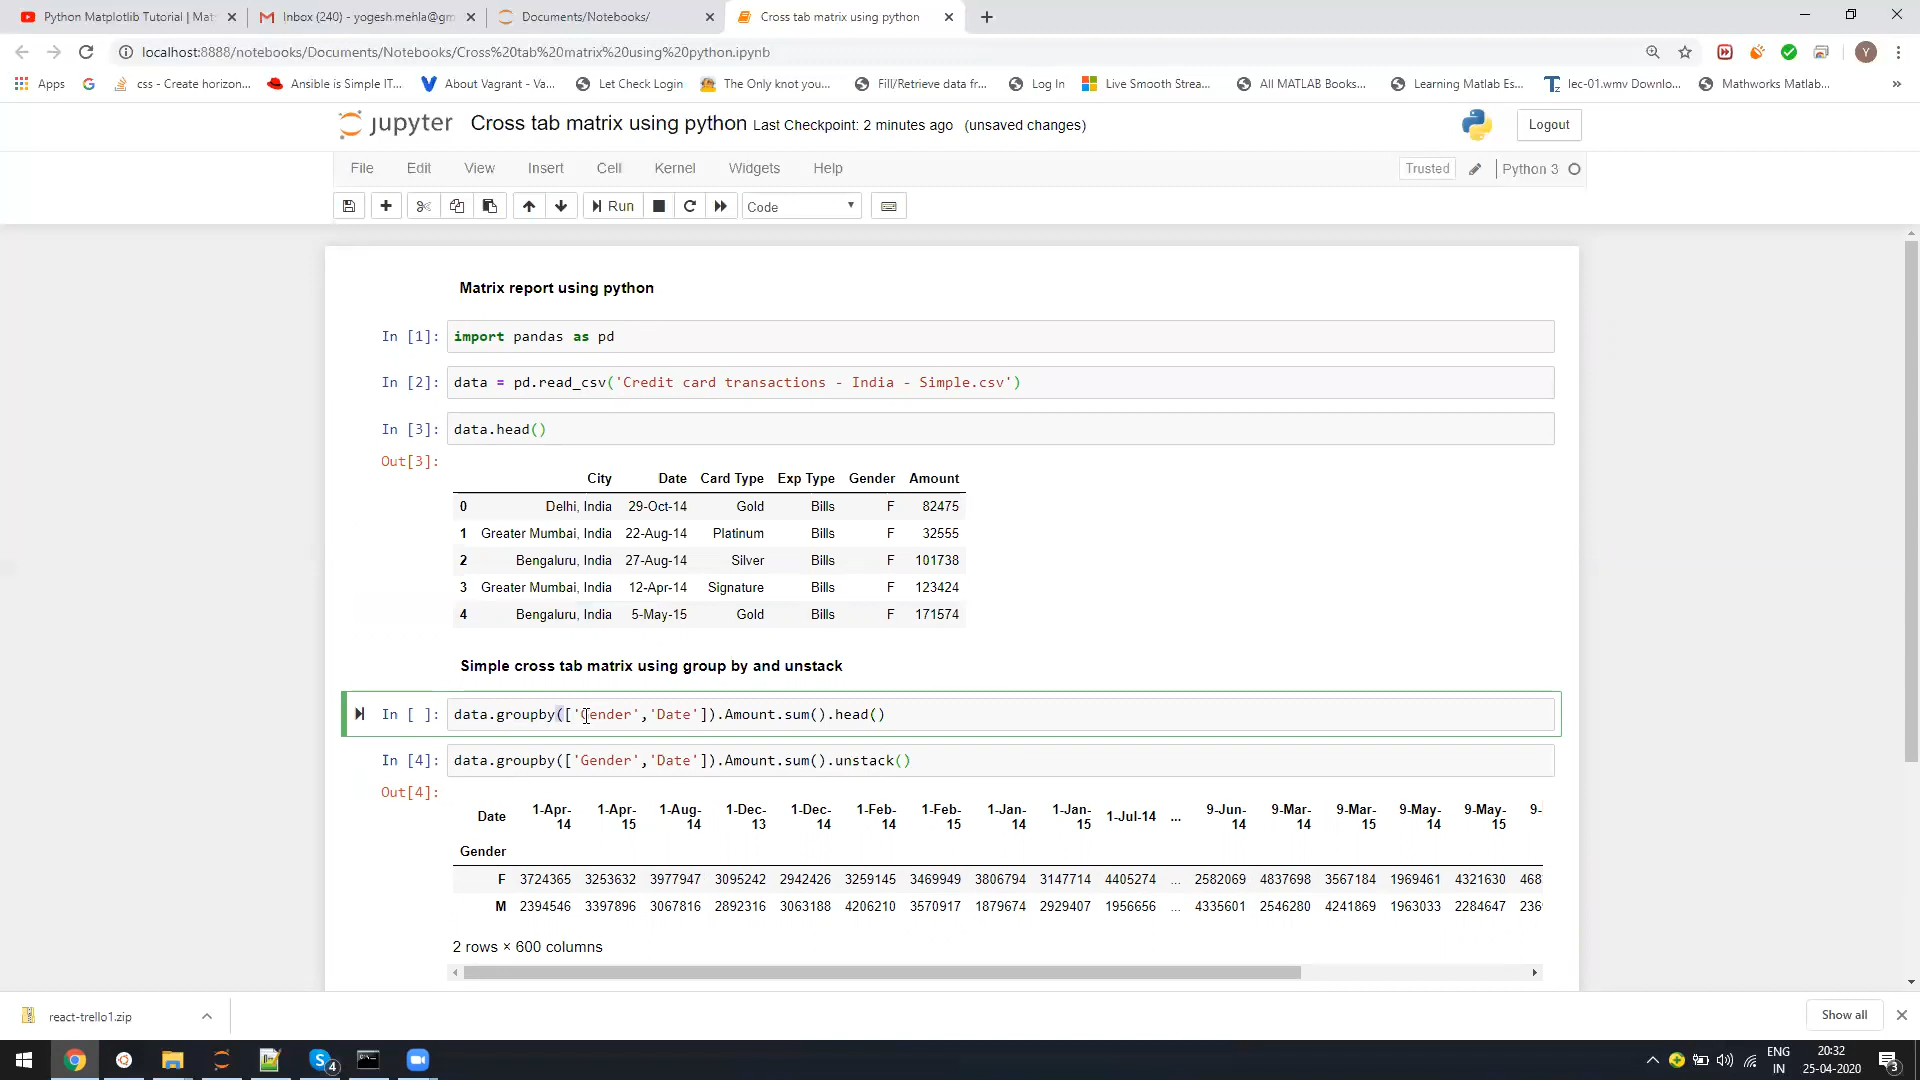 Python Matplotlib Tutorial | Mat
Inbox (240) - yogesh.mehla@gm
Documents/Notebooks/
Cross tab matrix using python
localhost:8888/notebooks/Documents/Notebooks/Cross%20tab%20matrix%20using%20python.ipynb
Y
Apps
css - Create horizon...
Ansible is Simple IT...
About Vagrant - Va...
Let Check Login
The Only knot you...
Fill/Retrieve data fr...
Log In
Live Smooth Strea...
All MATLAB Books...
Learning Matlab Es...
lec-01.wmv Downlo...
Mathworks Matlab...
»
jupyter Cross tab matrix using python Last Checkpoint: 2 minutes ago (unsaved changes)
Logout
File Edit View Insert Cell Kernel Widgets Help
Trusted
Python 3
Run
Code
Matrix report using python
In [1]: import pandas as pd
In [2]: data = pd.read_csv('Credit card transactions - India - Simple.csv')
In [3]: data.head()
Out[3]:
City Date Card Type Exp Type Gender Amount
0 Delhi, India 29-Oct-14 Gold Bills F 82475
1 Greater Mumbai, India 22-Aug-14 Platinum Bills F 32555
2 Bengaluru, India 27-Aug-14 Silver Bills F 101738
3 Greater Mumbai, India 12-Apr-14 Signature Bills F 123424
4 Bengaluru, India 5-May-15 Gold Bills F 171574
Simple cross tab matrix using group by and unstack
In [ ]: data.groupby(['Gender','Date']).Amount.sum().head()
In [4]: data.groupby(['Gender','Date']).Amount.sum().unstack()
Out[4]:
Date 1-Apr-14 1-Apr-15 1-Aug-14 1-Dec-13 1-Dec-14 1-Feb-14 1-Feb-15 1-Jan-14 1-Jan-15 1-Jul-14 ... 9-Jun-14 9-Mar-14 9-Mar-15 9-May-14 9-May-15 9-
Gender
F 3724365 3253632 3977947 3095242 2942426 3259145 3469949 3806794 3147714 4405274 ... 2582069 4837698 3567184 1969461 4321630 468
M 2394546 3397896 3067816 2892316 3063188 4206210 3570917 1879674 2929407 1956656 ... 4335601 2546280 4241869 1963033 2284647 236
2 rows × 600 columns
react-trello1.zip
Show all
4
ENG
IN
20:32
25-04-2020
3